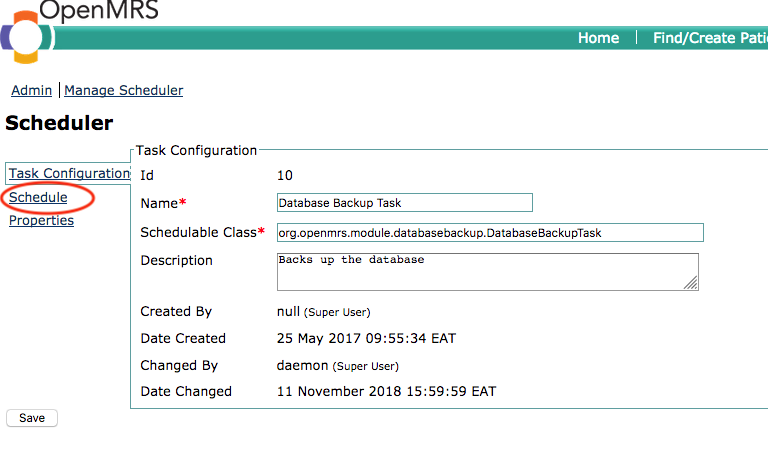 OpenMRS
Home Find/Create Pati
Admin Manage Scheduler
Scheduler
Task Configuration
Schedule
Properties
Task Configuration
Id 10
Name* Database Backup Task
Schedulable Class* org.openmrs.module.databasebackup.DatabaseBackupTask
Description Backs up the database
Created By null (Super User)
Date Created 25 May 2017 09:55:34 EAT
Changed By daemon (Super User)
Date Changed 11 November 2018 15:59:59 EAT
Save